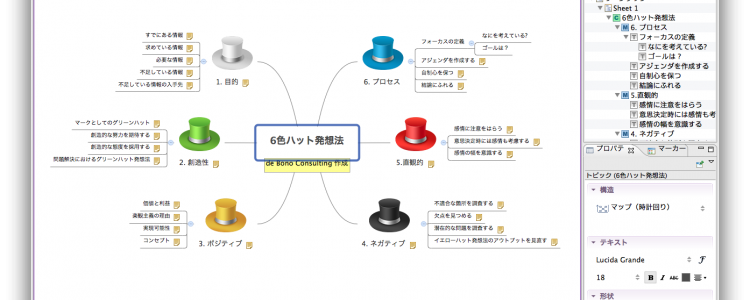 すでにある情報
求めている情報
必要な情報
不足している情報
不足している情報の入手先
1. 目的
マークとしてのグリーンハット
創造的な努力を期待する
創造的な態度を採用する
問題解決におけるグリーンハット発想法
2. 創造性
価値と利益
楽観主義の理由
実現可能性
コンセプト
3. ポジティブ
6色ハット発想法
de Bono Consulting 作成
フォーカスの定義
なにを考えている?
ゴールは？
アジェンダを作成する
自制心を保つ
結論にふれる
6. プロセス
感情に注意をはらう
意思決定時には感情も考慮する
感情の幅を意識する
5.直観的
不適合な箇所を調査する
欠点を見つめる
潜在的な問題を調査する
イエローハット発想法のアウトプットを見直す
4. ネガティブ
Sheet 1
6色ハット発想法
6. プロセス
フォーカスの定義
なにを考えている?
ゴールは？
アジェンダを作成する
自制心を保つ
結論にふれる
5.直観的
感情に注意をはらう
意思決定時には感情も考
感情の幅を意識する
4. ネガティブ
プロパテ
マーカー
トピック (6色ハット発想法)
構造
マップ（時計回り）
テキスト
Lucida Grande
18
B I ABC
形状